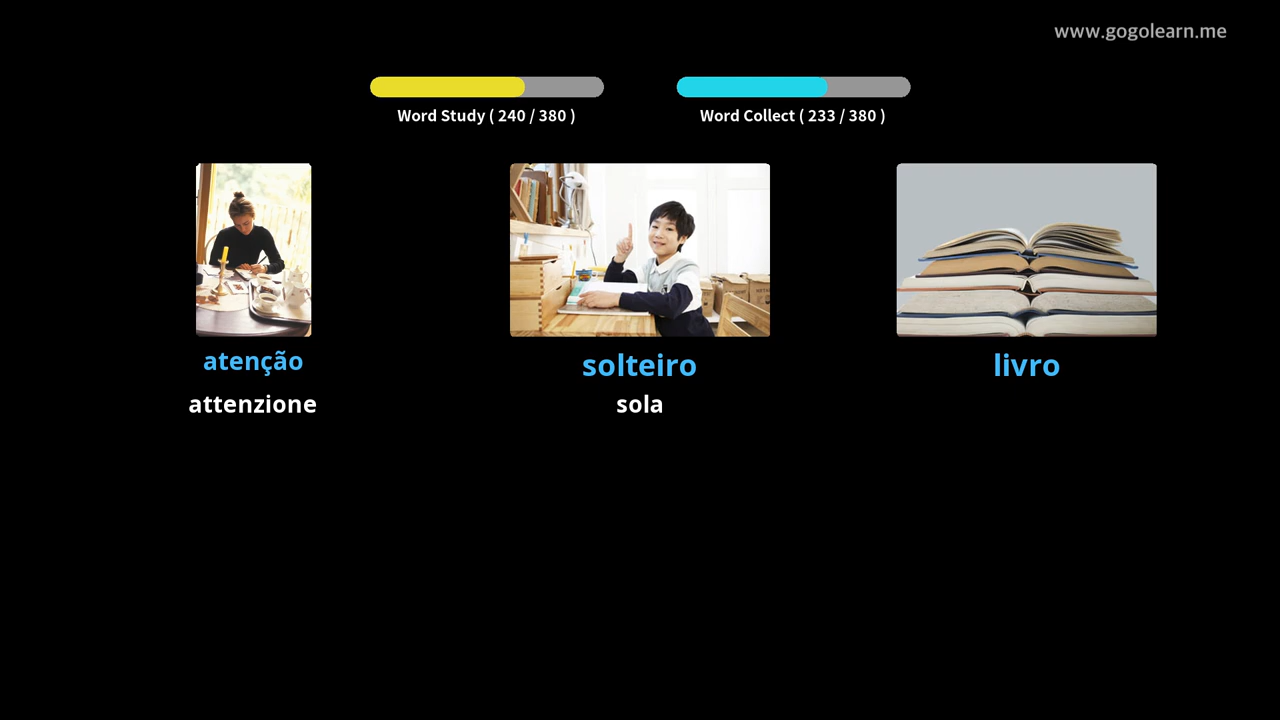 www.gogolearn.me
Word Study ( 240 / 380 )
Word Collect ( 233 / 380 )
atenção
solteiro
livro
attenzione
sola